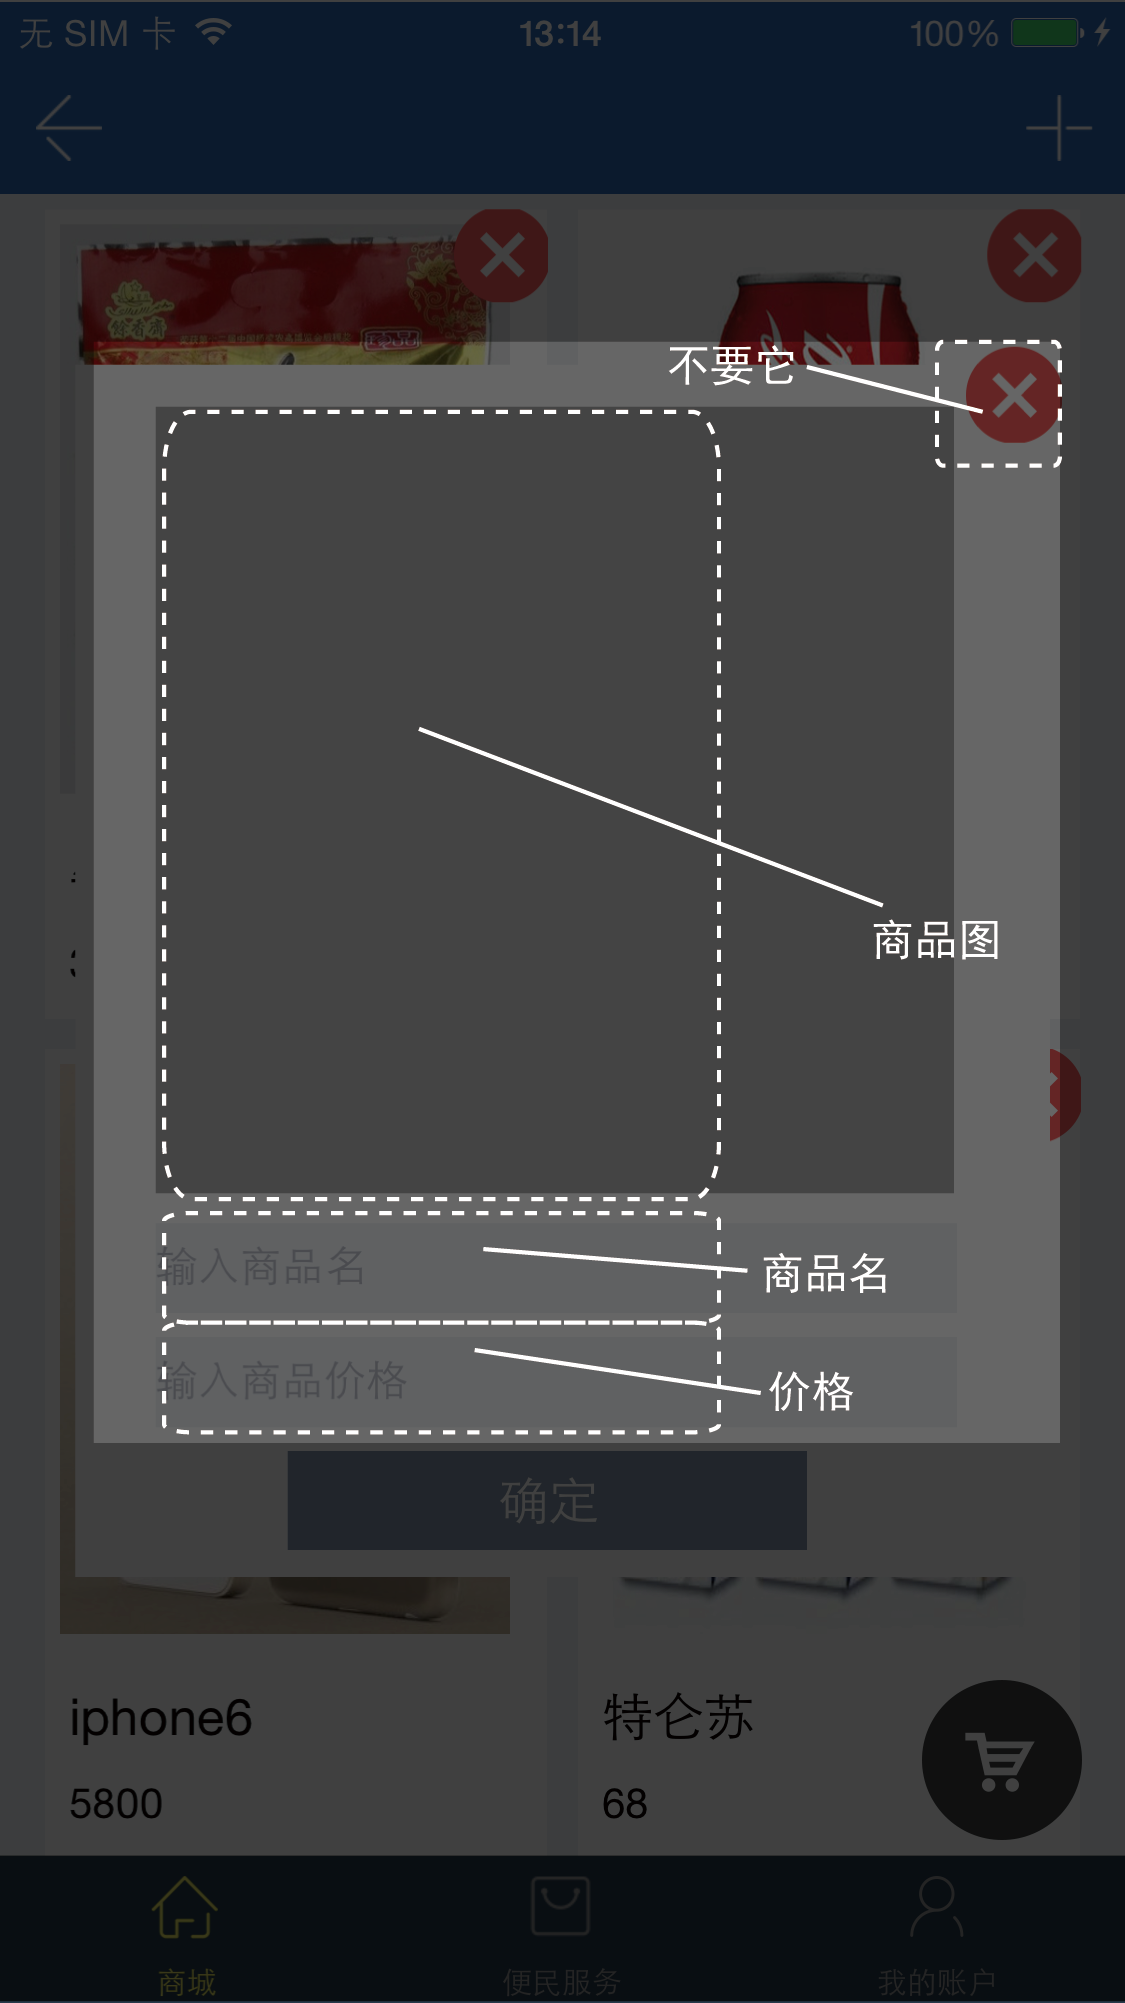 无 SIM 卡
13:14
100%
不要它
商品图
输入商品名
商品名
输入商品价格
价格
确定
iphone6
特仑苏
5800
68
商城
便民服务
我的账户